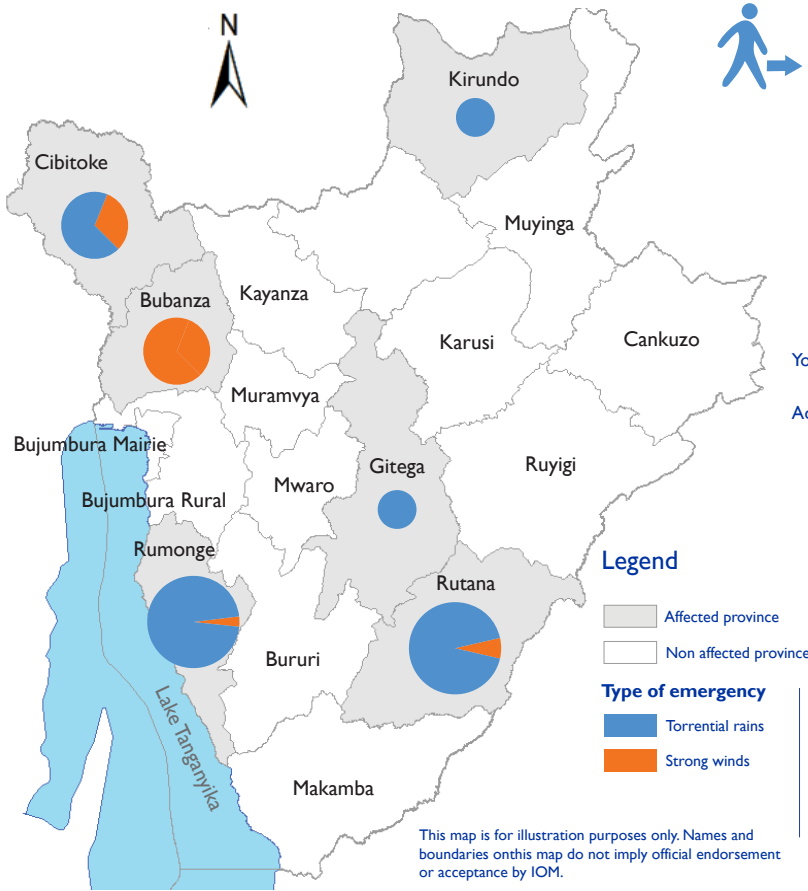 N
Kirundo
Cibitoke
Muyinga
Bubanza
Kayanza
Karusi
Cankuzo
Yo
Muramvya
Ac
Bujumbura Mairie
Gitega
Ruyigi
Mwaro
Bujumbura Rural
Rumonge
Legend
Rutana
Affected province
Non affected province
Bururi
Type of emergency
Torrential rains
Lake Tanganyika
Strong winds
Makamba
This map is for illustration purposes only. Names and
boundaries onthis map do not imply official endorsement
or acceptance by IOM.